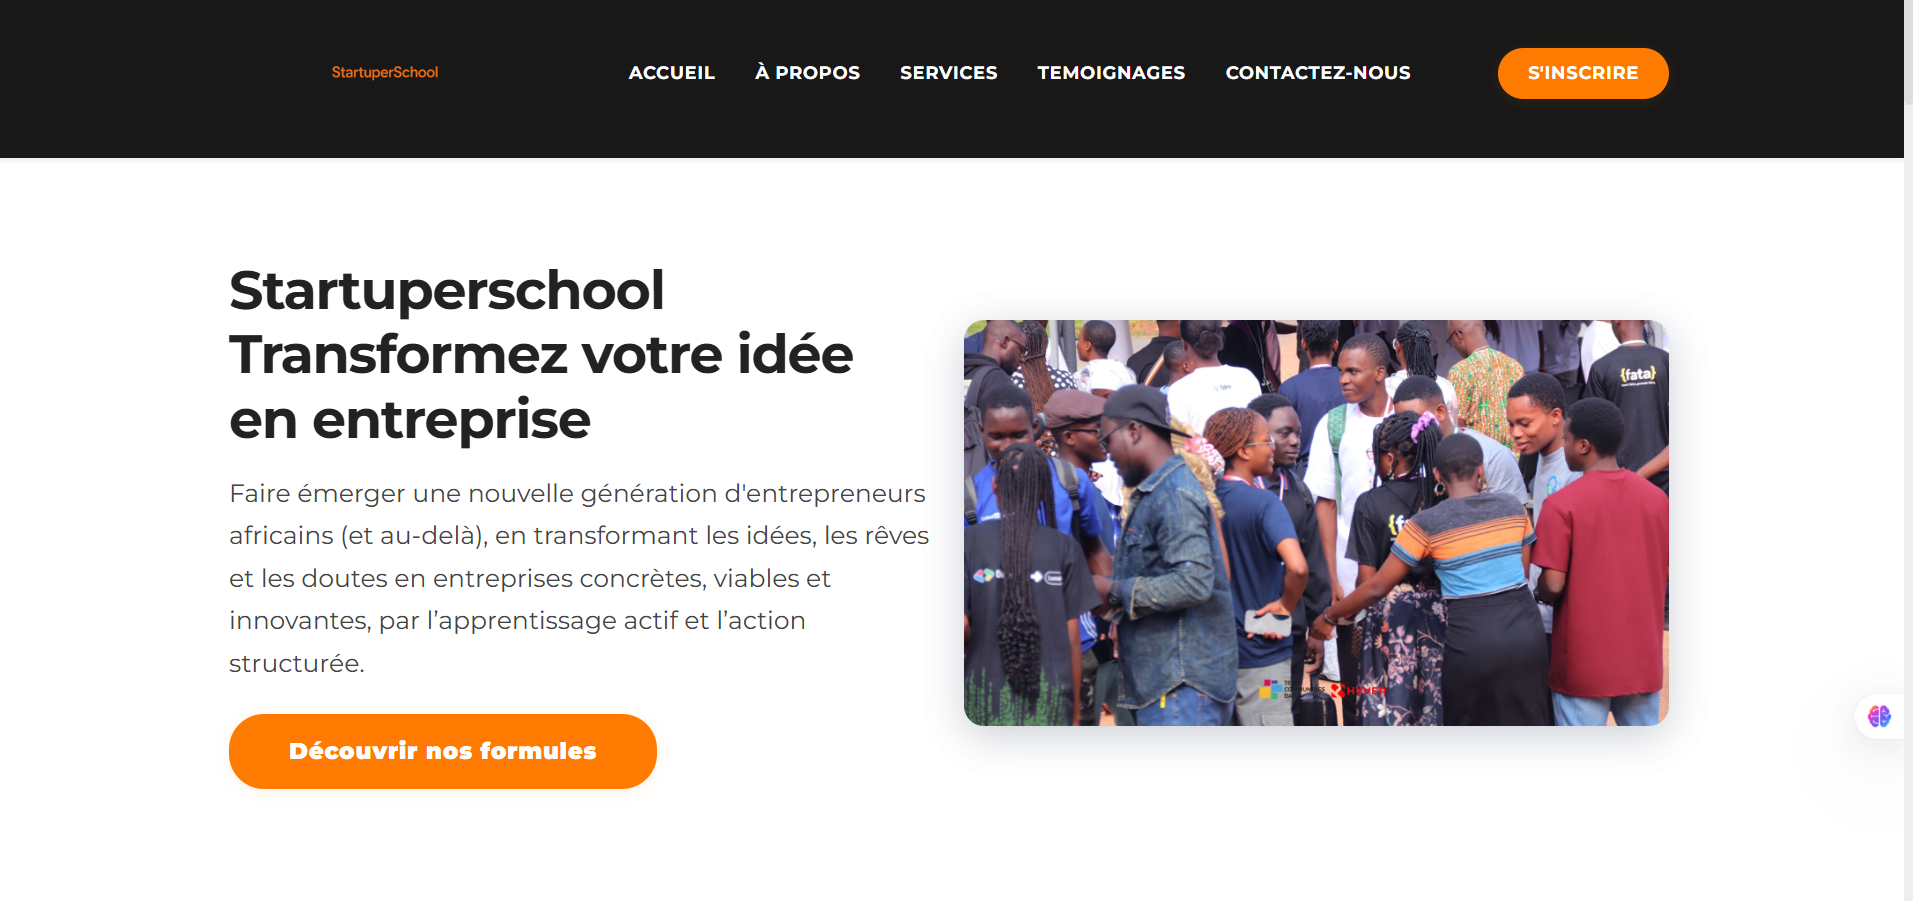 StartuperSchool
ACCUEIL
À PROPOS
SERVICES
TEMOIGNAGES
CONTACTEZ-NOUS
S'INSCRIRE
Startuperschool
Transformez votre idée
en entreprise
Faire émerger une nouvelle génération d'entrepreneurs
africains (et au-delà), en transformant les idées, les rêves
et les doutes en entreprises concrètes, viables et
innovantes, par l’apprentissage actif et l’action
structurée.
Découvrir nos formules
{fata}